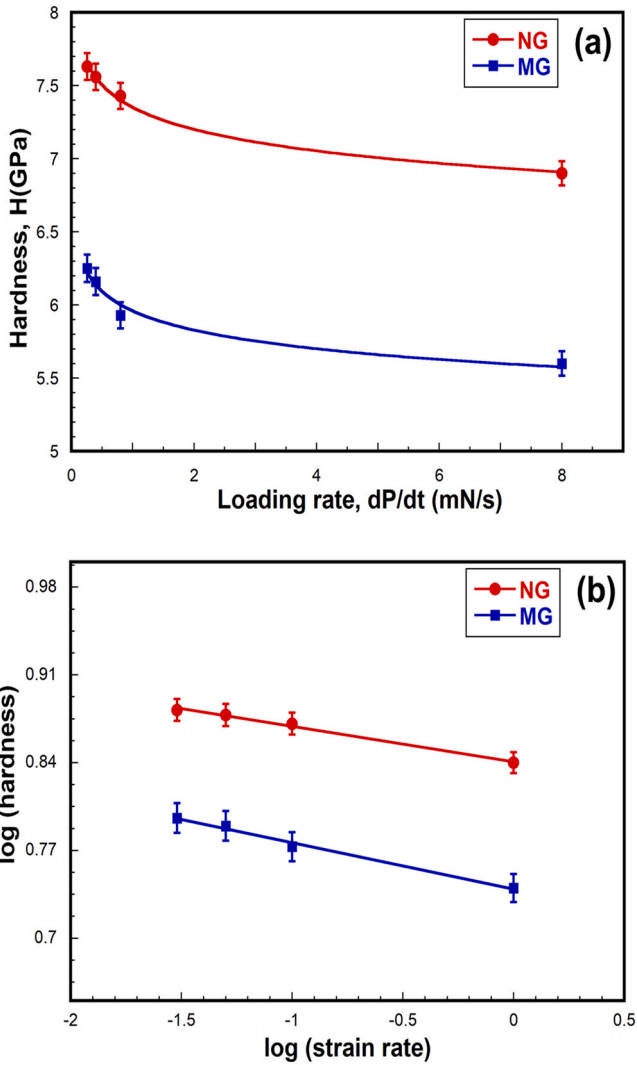 8
NG
MG
(a)
7.5
7
6.5
6
5.5
5
Hardness, H(GPa)
0 2 4 6 8
Loading rate, dP/dt (mN/s)
0.98
NG
MG
(b)
0.91
0.84
0.77
0.7
log (hardness)
-2 -1.5 -1 -0.5 0 0.5
log (strain rate)